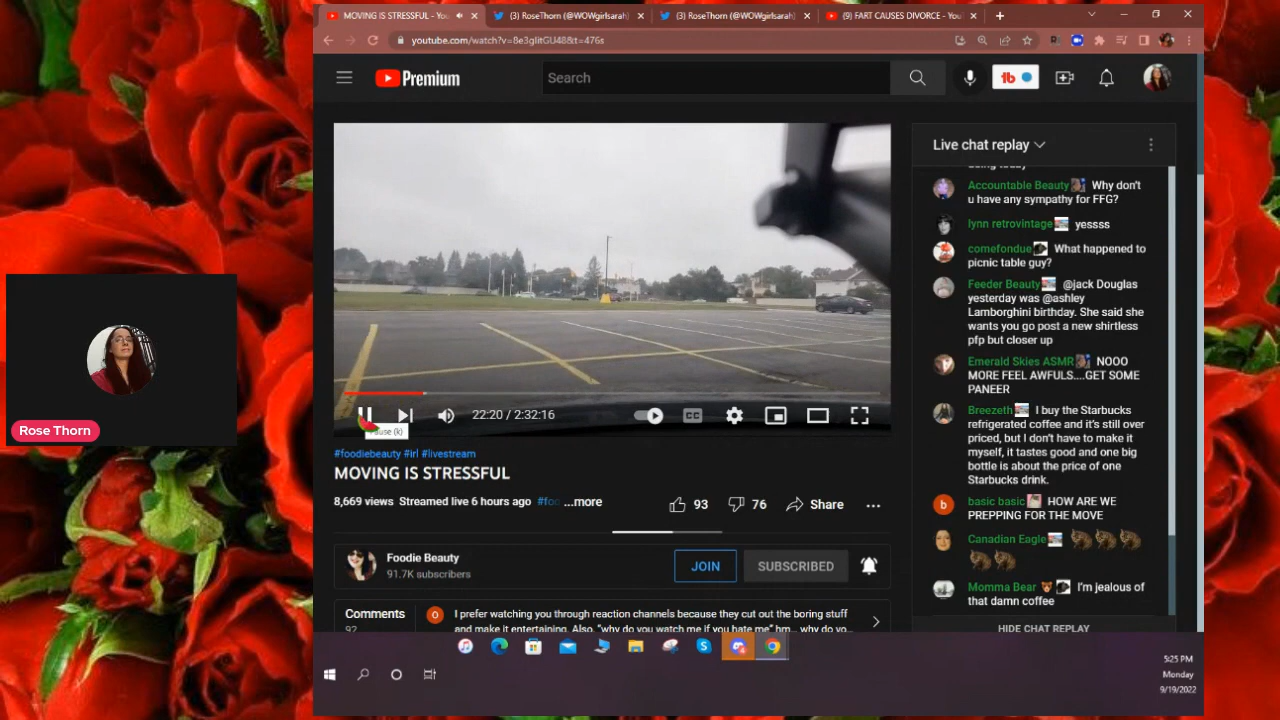 MOVING IS STRESSFUL - You
(3) RoseThorn (@WOWgirlsarah)
(3) RoseThorn (@WOWgirlsarah)
(9) FART CAUSES DIVORCE - You
youtube.com/watch?v=8e3gIitGU48&t=476s
Premium
Search
Live chat replay
Accountable Beauty Why don't
u have any sympathy for FFG?
lynn retrovintage yessss
comefondue What happened to
picnic table guy?
Feeder Beauty @jack Douglas
yesterday was @ashley
Lamborghini birthday. She said she
wants you go post a new shirtless
pfp but closer up
Emerald Skies ASMR NOOO
MORE FEEL AWFULS....GET SOME
PANEER
Breezeth I buy the Starbucks
refrigerated coffee and it's still over
priced, but I don't have to make it
myself, it tastes good and one big
bottle is about the price of one
Starbucks drink.
basic basic HOW ARE WE
PREPPING FOR THE MOVE
Canadian Eagle
Momma Bear I'm jealous of
that damn coffee
HIDE CHAT REPLAY
22:20 / 2:32:16
CC
Pause (k)
#foodiebeauty #irl #livestream
MOVING IS STRESSFUL
8,669 views Streamed live 6 hours ago #foo ...more
93
76
Share
Foodie Beauty
91.7K subscribers
JOIN
SUBSCRIBED
Comments
92
I prefer watching you through reaction channels because they cut out the boring stuff
and make it entertaining. Also, "why do you watch me if you hate me" hm... why do yo...
Rose Thorn
5:25 PM
Monday
9/19/2022